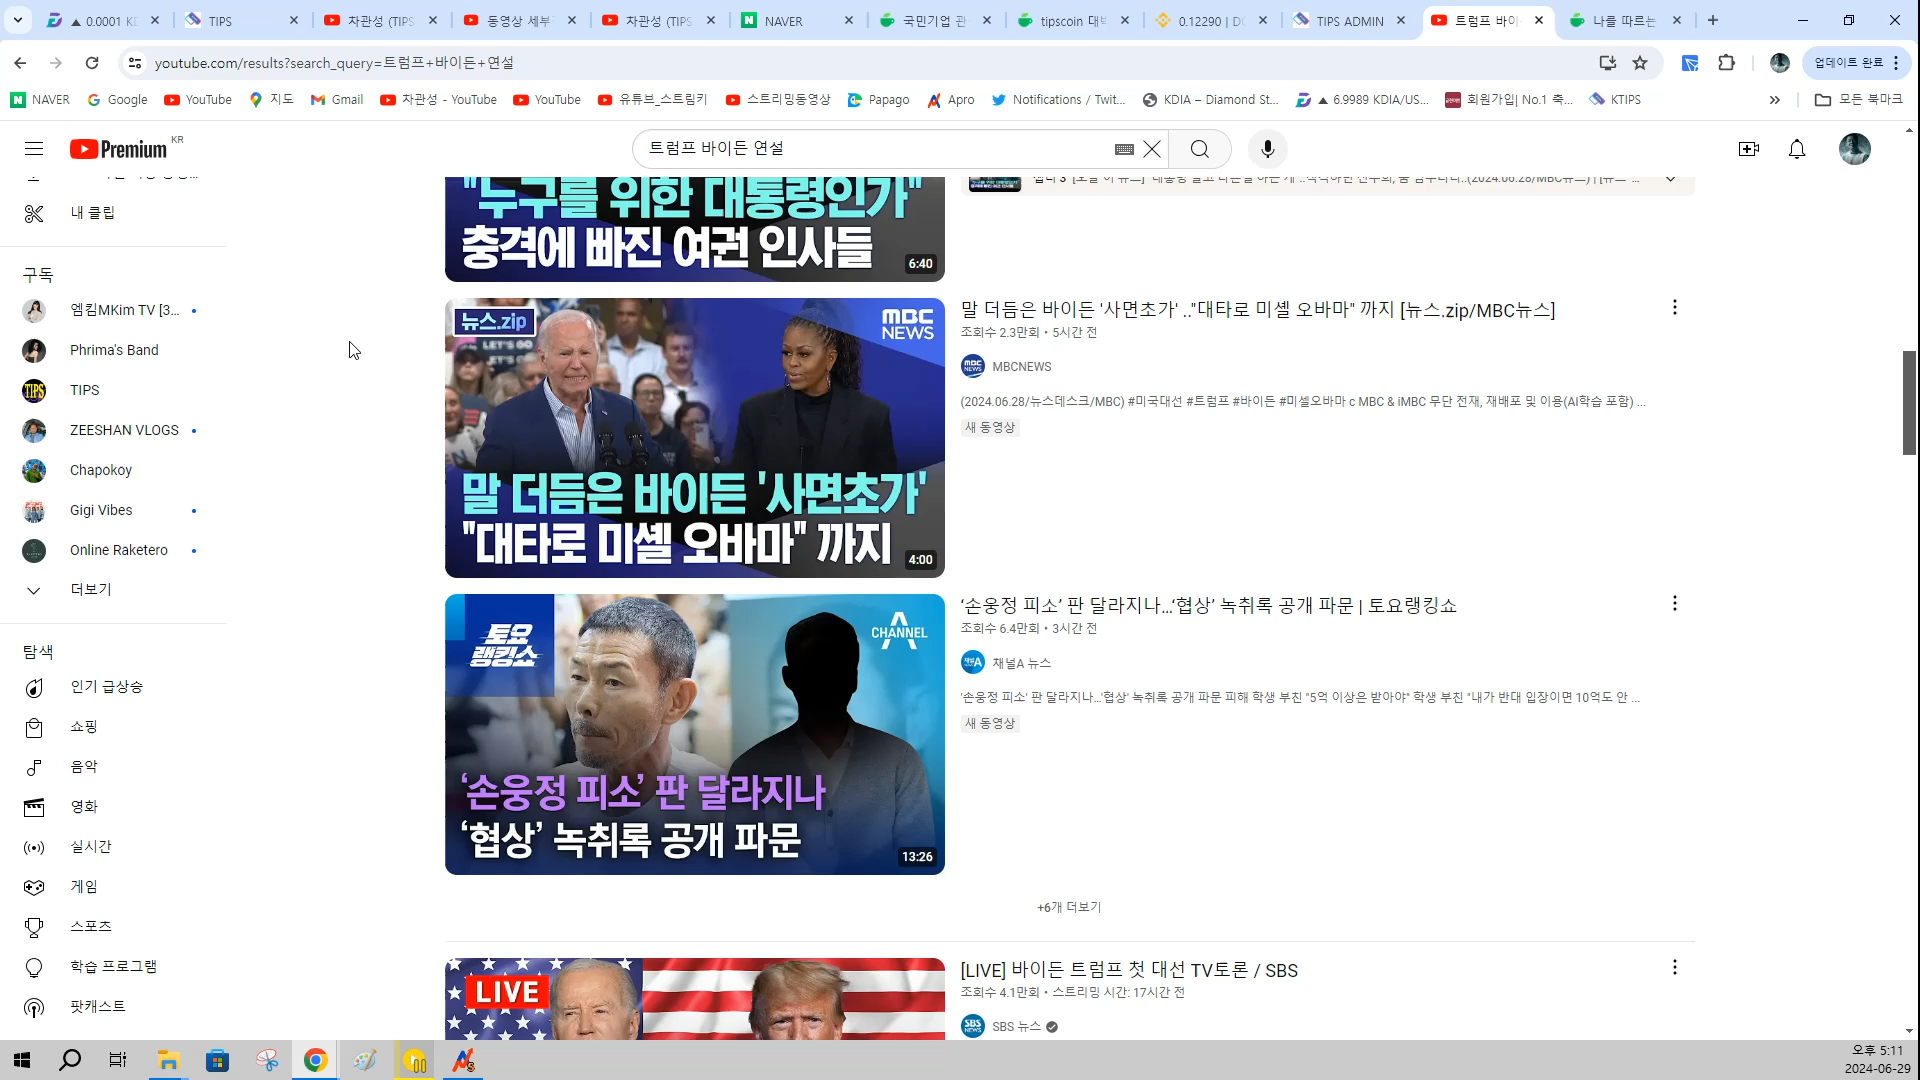 ▲ 0.0001 K
TIPS
차관성 (TIPS
동영상 세부
차관성 (TIPS
NAVER
국민기업 관
tipscoin 대
0.12290 | D
TIPS ADMIN
트럼프 바이
나를 따르는
youtube.com/results?search_query=트럼프+바이든+연설
업데이트 완료
NAVER
Google
YouTube
지도
Gmail
차관성 - YouTube
YouTube
유튜브_스트림키
스트리밍동영상
Papago
Apro
Notifications / Twit...
KDIA – Diamond St...
▲ 6.9989 KDIA/US...
회원가입| No.1 축...
KTIPS
»
모든 북마크
Premium KR
트럼프 바이든 연설
내 클립
구독
엠킴MKim TV [3...
Phrima's Band
TIPS
ZEESHAN VLOGS
Chapokoy
Gigi Vibes
Online Raketero
더보기
탐색
인기 급상승
쇼핑
음악
영화
실시간
게임
스포츠
학습 프로그램
팟캐스트
"누구를 위한 대통령인가"
충격에 빠진 여권 인사들
6:40
뉴스.zip
MBC
NEWS
LET'S GO
말 더듬은 바이든 '사면초가'
"대타로 미셸 오바마" 까지
4:00
말 더듬은 바이든 '사면초가' .."대타로 미셸 오바마" 까지 [뉴스.zip/MBC뉴스]
조회수 2.3만회 • 5시간 전
MBCNEWS
(2024.06.28/뉴스데스크/MBC) #미국대선 #트럼프 #바이든 #미셸오바마 c MBC & iMBC 무단 전재, 재배포 및 이용(AI학습 포함) ...
새 동영상
토요
랭킹쇼
CHANNEL A
'손웅정 피소' 판 달라지나
'협상' 녹취록 공개 파문
13:26
‘손웅정 피소’ 판 달라지나…‘협상’ 녹취록 공개 파문 | 토요랭킹쇼
조회수 6.4만회 • 3시간 전
채널A 뉴스
'손웅정 피소' 판 달라지나…'협상' 녹취록 공개 파문 피해 학생 부친 "5억 이상은 받아야" 학생 부친 "내가 반대 입장이면 10억도 안 ...
새 동영상
+6개 더보기
LIVE
[LIVE] 바이든 트럼프 첫 대선 TV토론 / SBS
조회수 4.1만회 • 스트리밍 시간: 17시간 전
SBS 뉴스
오후 5:11
2024-06-29